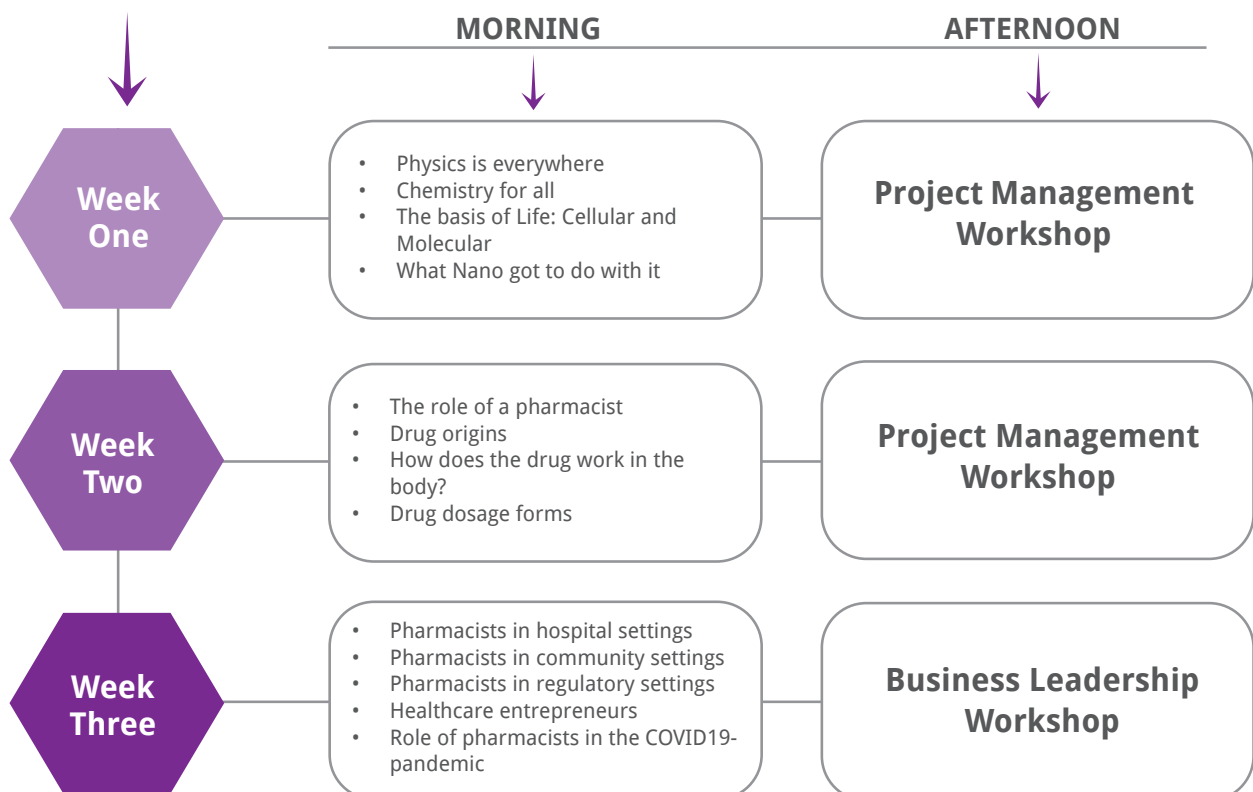 MORNING
AFTERNOON
Week
One
• Physics is everywhere
• Chemistry for all
• The basis of Life: Cellular and
Molecular
• What Nano got to do with it
Project Management
Workshop
Week
Two
• The role of a pharmacist
• Drug origins
• How does the drug work in the
body?
• Drug dosage forms
Project Management
Workshop
Week
Three
• Pharmacists in hospital settings
• Pharmacists in community settings
• Pharmacists in regulatory settings
• Healthcare entrepreneurs
• Role of pharmacists in the COVID19-
pandemic
Business Leadership
Workshop